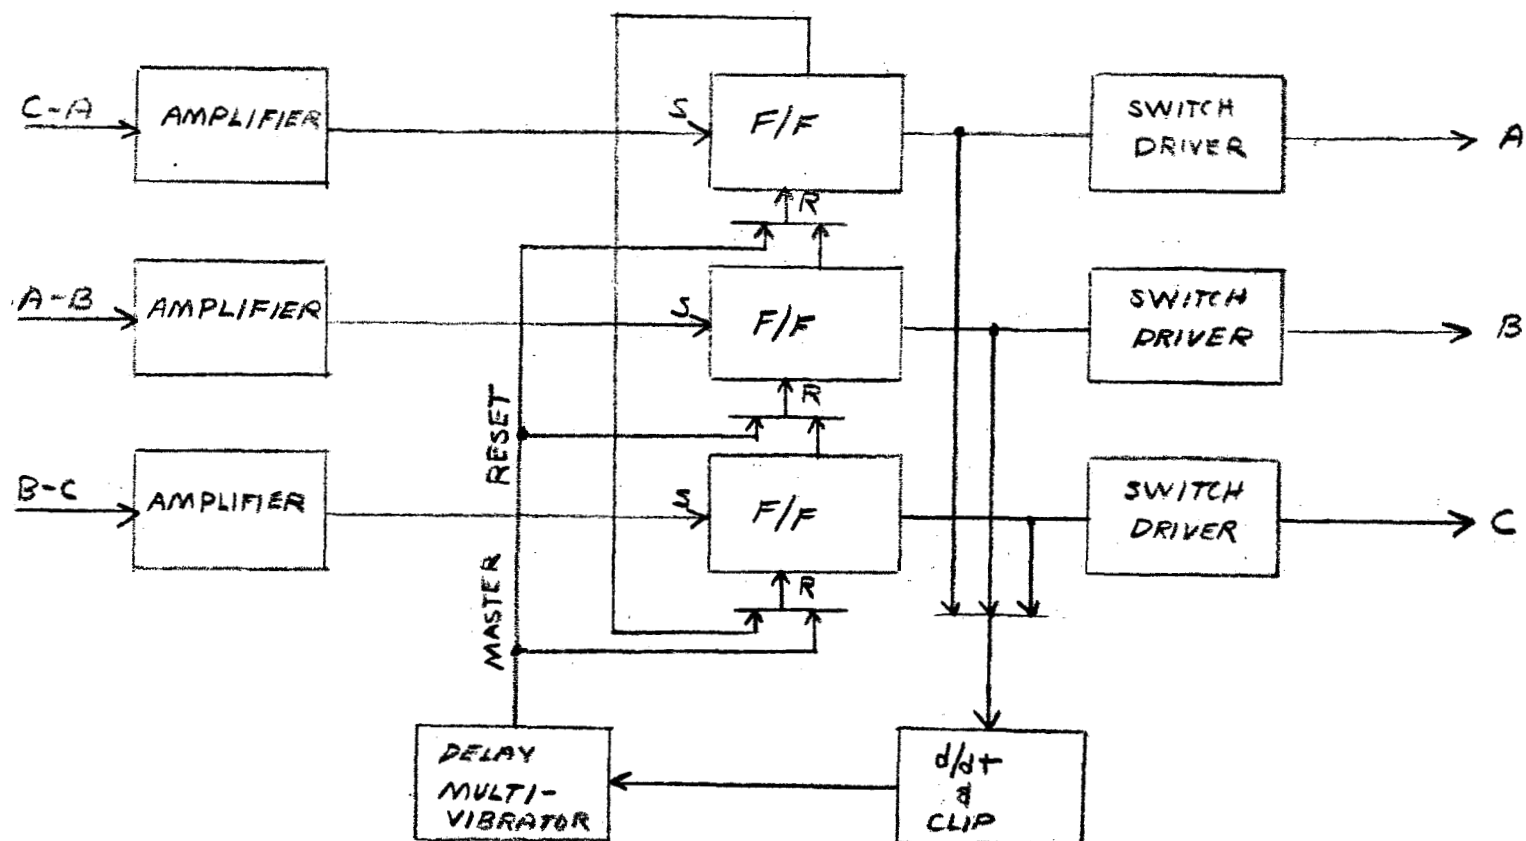 C-A
AMPLIFIER
S
F/F
SWITCH
DRIVER
A
R
A-B
AMPLIFIER
S
F/F
SWITCH
DRIVER
B
R
MASTER RESET
B-C
AMPLIFIER
S
F/F
SWITCH
DRIVER
C
R
DELAY
MULTI-
VIBRATOR
d/dt
&
CLIP